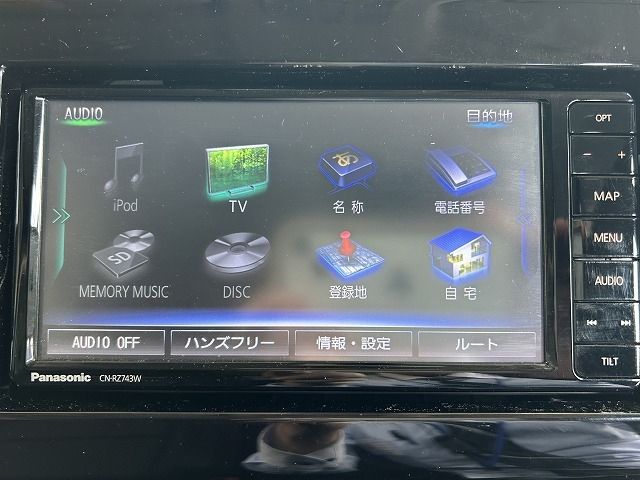 AUDIO 目的地
iPod TV 名称 電話番号
SD
MEMORY MUSIC DISC 登録地 自宅
AUDIO OFF ハンズフリー 情報・設定 ルート
Panasonic CN-RZ743W
OPT
− +
MAP
MENU
AUDIO
TILT